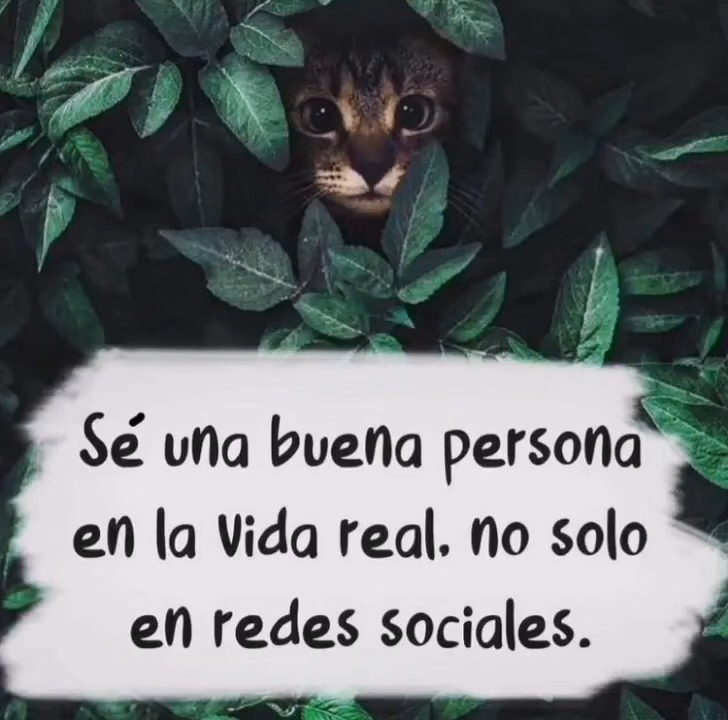 Sé una buena persona
en la vida real. no solo
en redes sociales.